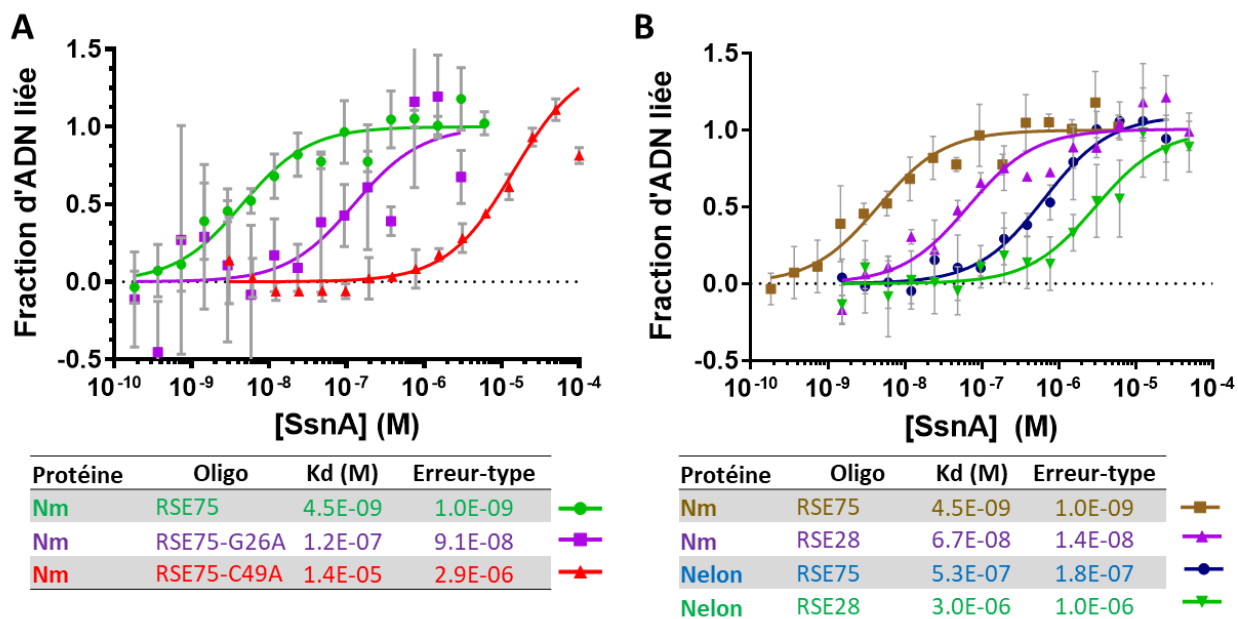 A
Fraction d'ADN liée
1.5
1.0
0.5
0.0
-0.5
10-10
10-9
10-8
10-7
10-6
10-5
10-4
[SsnA] (M)
Protéine Oligo Kd (M) Erreur-type
Nm RSE75 4.5E-09 1.0E-09
Nm RSE75-G26A 1.2E-07 9.1E-08
Nm RSE75-C49A 1.4E-05 2.9E-06
B
Fraction d'ADN liée
1.5
1.0
0.5
0.0
-0.5
10-10
10-9
10-8
10-7
10-6
10-5
10-4
[SsnA] (M)
Protéine Oligo Kd (M) Erreur-type
Nm RSE75 4.5E-09 1.0E-09
Nm RSE28 6.7E-08 1.4E-08
Nelon RSE75 5.3E-07 1.8E-07
Nelon RSE28 3.0E-06 1.0E-06